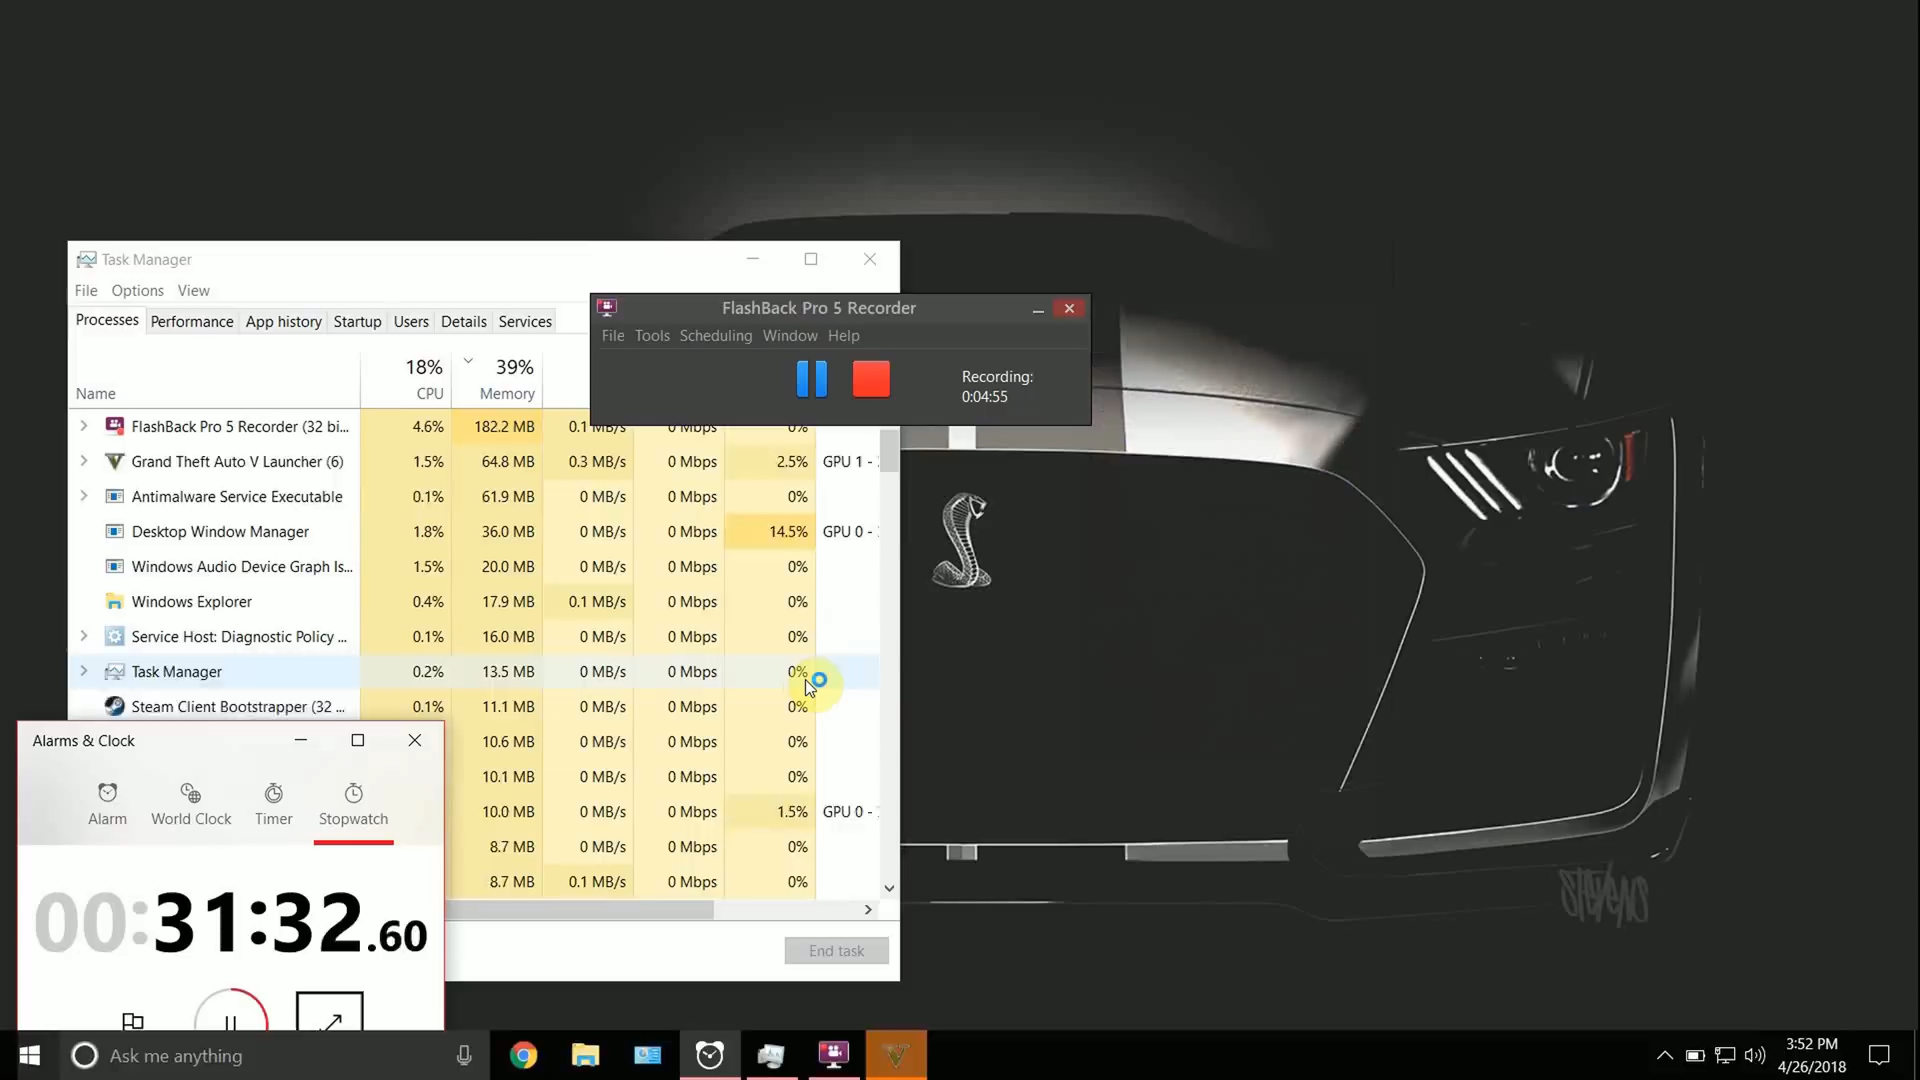 Task Manager
File Options View
Processes Performance App history Startup Users Details Services
18% 39%
Name CPU Memory
FlashBack Pro 5 Recorder (32 bi... 4.6% 182.2 MB 0.1 MB/s 0 Mbps 0%
Grand Theft Auto V Launcher (6) 1.5% 64.8 MB 0.3 MB/s 0 Mbps 2.5% GPU 1 -
Antimalware Service Executable 0.1% 61.9 MB 0 MB/s 0 Mbps 0%
Desktop Window Manager 1.8% 36.0 MB 0 MB/s 0 Mbps 14.5% GPU 0 -
Windows Audio Device Graph Is... 1.5% 20.0 MB 0 MB/s 0 Mbps 0%
Windows Explorer 0.4% 17.9 MB 0.1 MB/s 0 Mbps 0%
Service Host: Diagnostic Policy ... 0.1% 16.0 MB 0 MB/s 0 Mbps 0%
Task Manager 0.2% 13.5 MB 0 MB/s 0 Mbps 0%
Steam Client Bootstrapper (32 ... 0.1% 11.1 MB 0 MB/s 0 Mbps 0%
10.6 MB 0 MB/s 0 Mbps 0%
10.1 MB 0 MB/s 0 Mbps 0%
10.0 MB 0 MB/s 0 Mbps 1.5% GPU 0 -
8.7 MB 0 MB/s 0 Mbps 0%
8.7 MB 0.1 MB/s 0 Mbps 0%
End task
FlashBack Pro 5 Recorder
File Tools Scheduling Window Help
Recording:
0:04:55
Alarms & Clock
Alarm World Clock Timer Stopwatch
00:31:32.60
STEVENS
Ask me anything
3:52 PM
4/26/2018